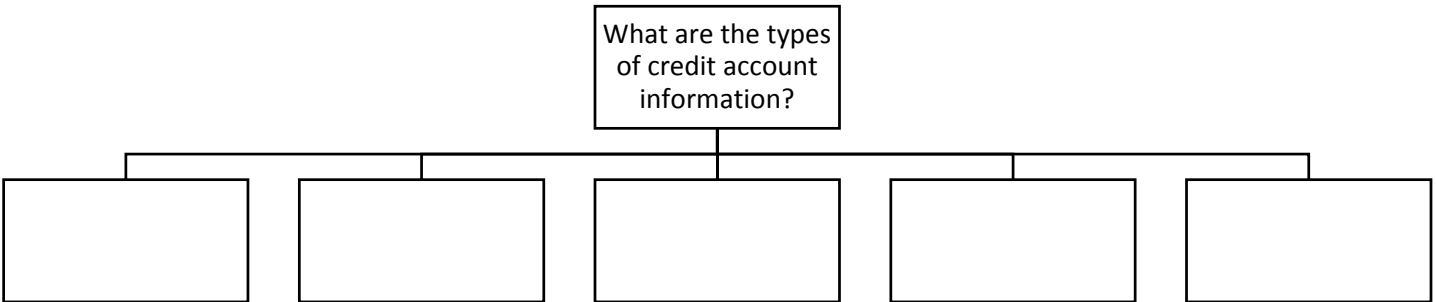 What are the types
of credit account
information?